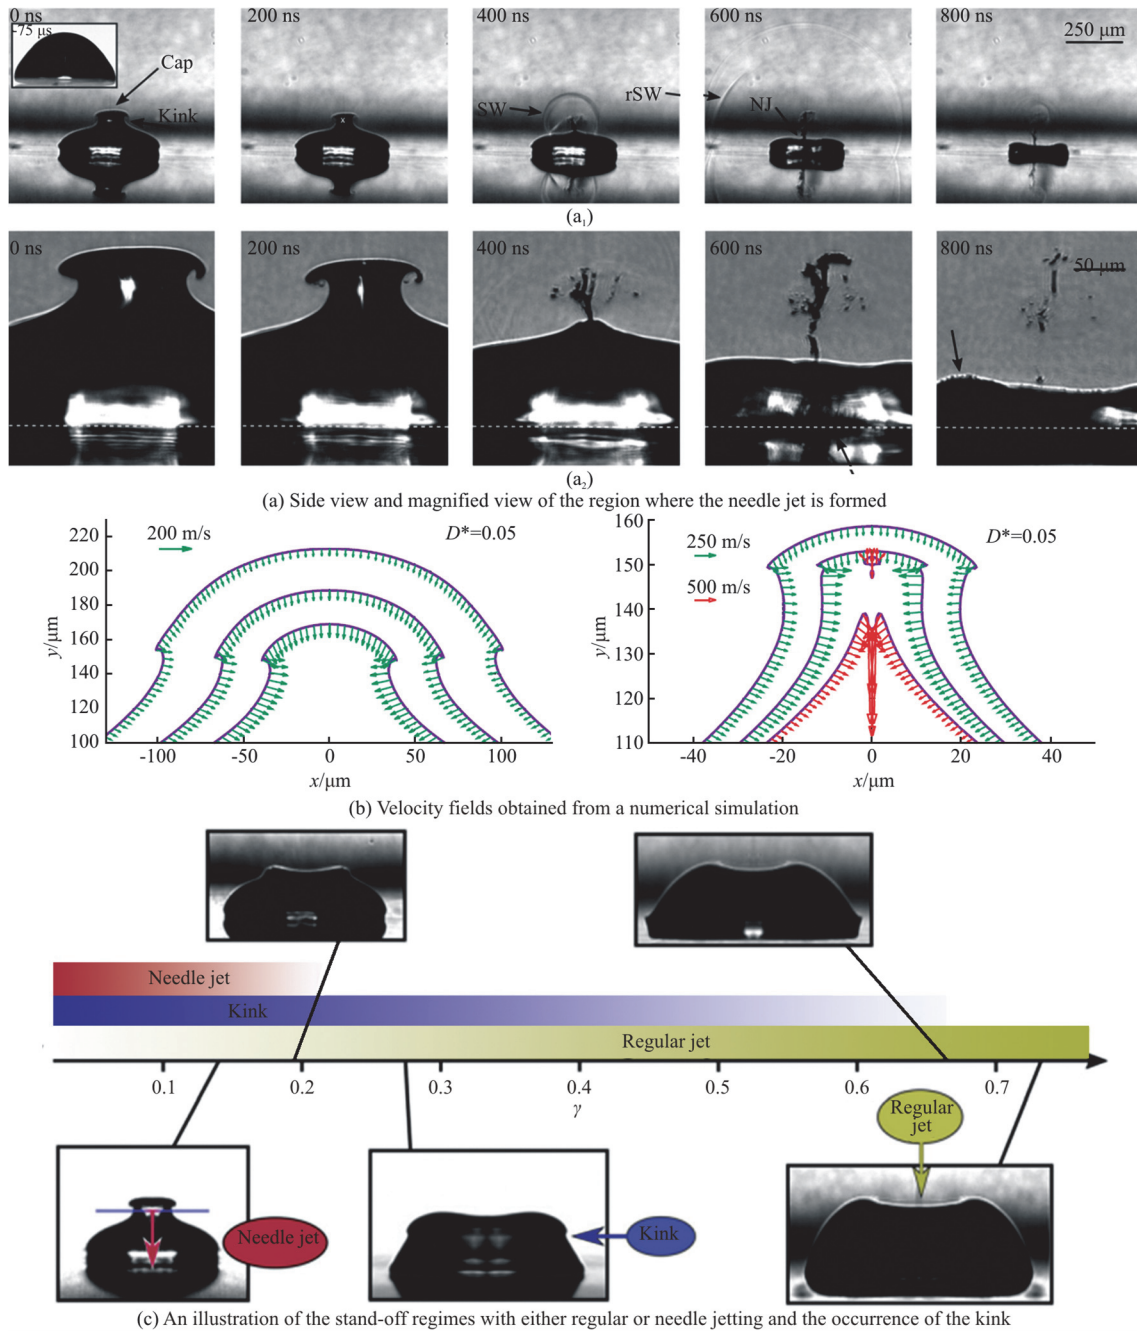 0 ns
200 ns
400 ns
600 ns
800 ns
-75 μs
250 μm
Cap
Kink
SW
rSW
NJ
(a₁)
0 ns
200 ns
400 ns
600 ns
800 ns
50 μm
(a₂)
(a) Side view and magnified view of the region where the needle jet is formed
200 m/s
D*=0.05
220
200
180
160
140
120
100
y/μm
-100
-50
0
50
100
x/μm
250 m/s
500 m/s
D*=0.05
160
150
140
130
120
110
y/μm
-40
-20
0
20
40
x/μm
(b) Velocity fields obtained from a numerical simulation
Needle jet
Kink
Regular jet
0.1
0.2
0.3
0.4
0.5
0.6
0.7
γ
Regular
jet
Needle jet
Kink
(c) An illustration of the stand-off regimes with either regular or needle jetting and the occurrence of the kink